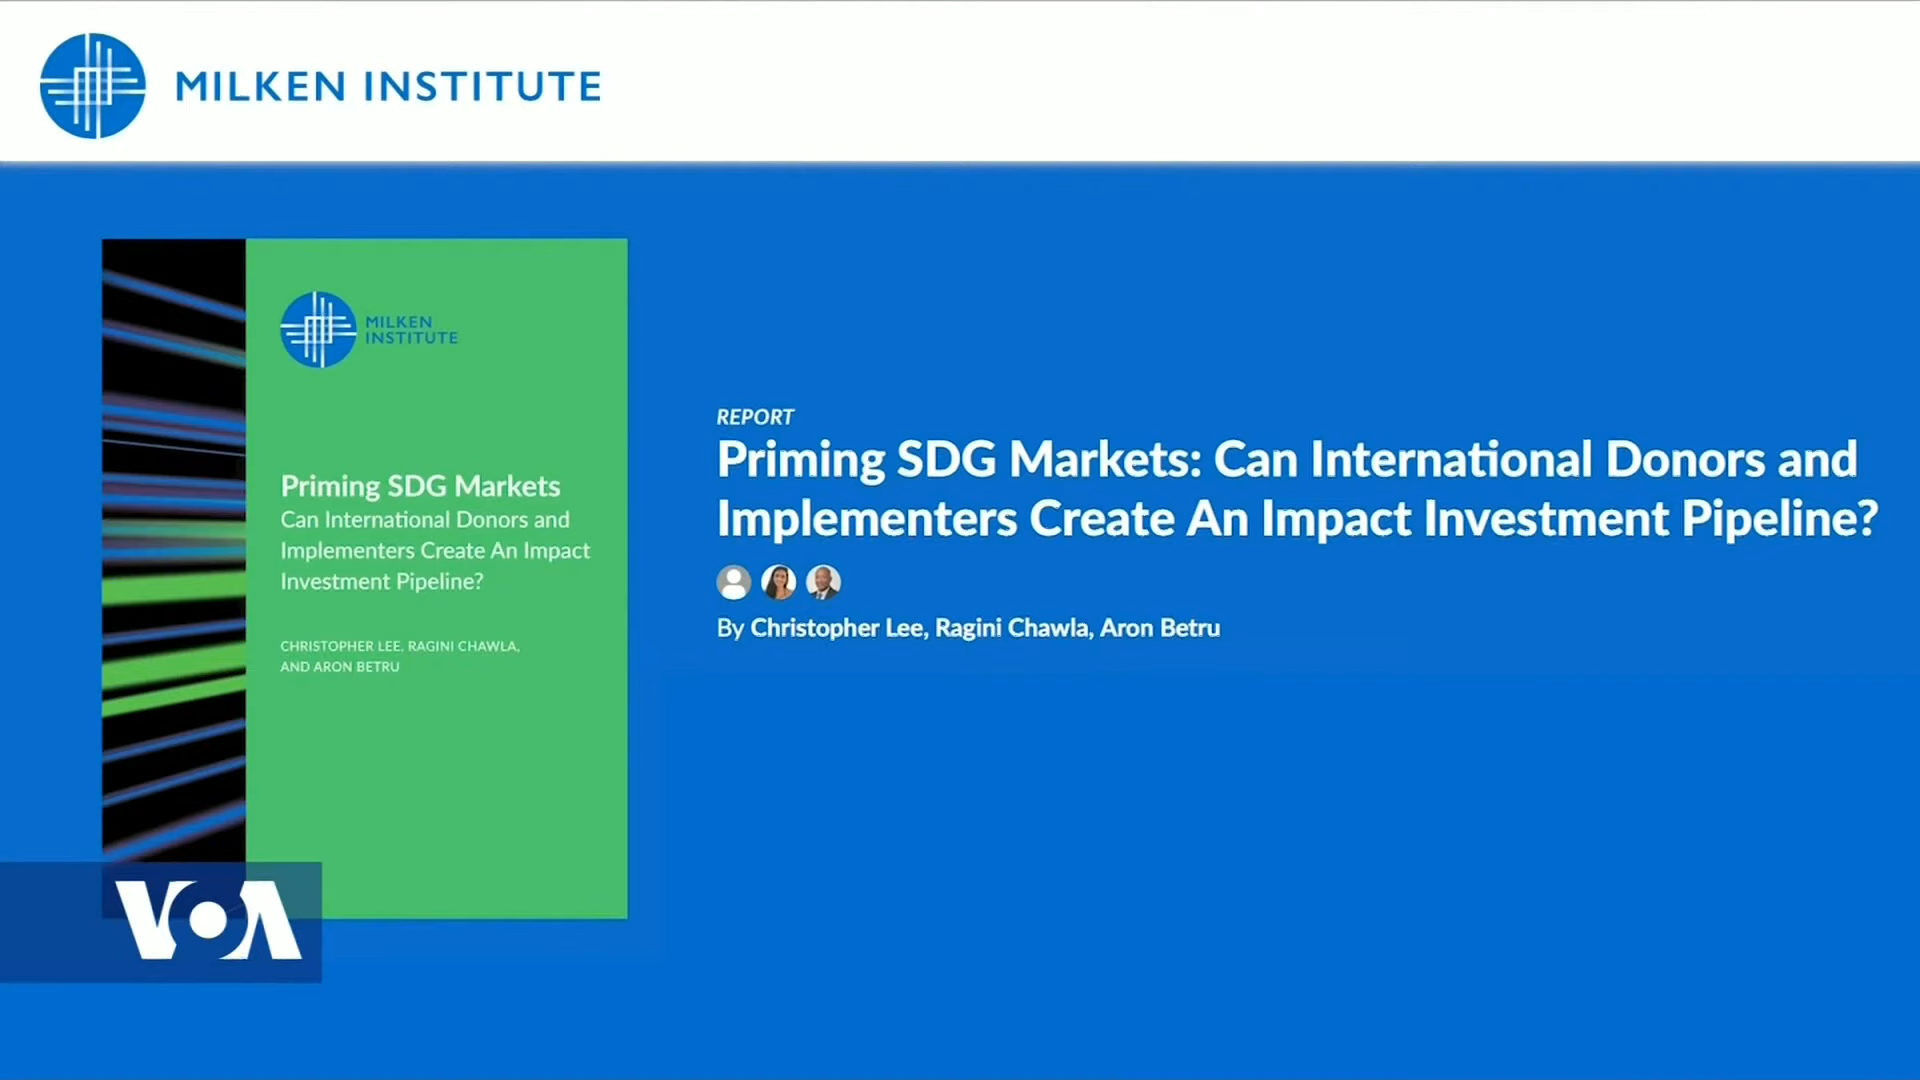 MILKEN INSTITUTE
MILKEN
INSTITUTE
Priming SDG Markets
Can International Donors and
Implementers Create An Impact
Investment Pipeline?
CHRISTOPHER LEE, RAGINI CHAWLA,
AND ARON BETRU
REPORT
Priming SDG Markets: Can International Donors and
Implementers Create An Impact Investment Pipeline?
By Christopher Lee, Ragini Chawla, Aron Betru
VOA